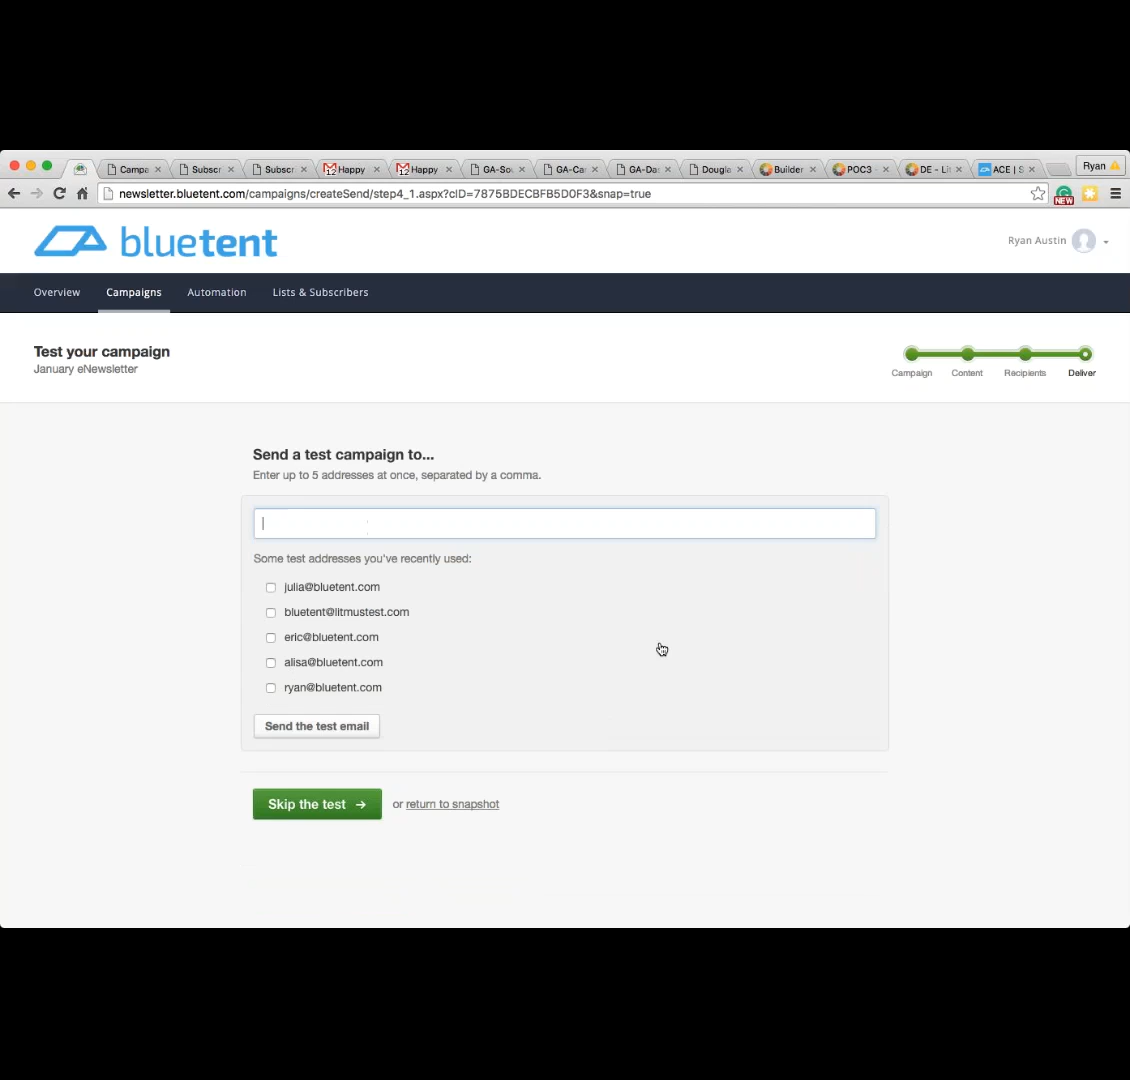 Campa
Subscr
Subscr
Happy
Happy
GA-Sou
GA-Car
GA-Das
Dougla
Builder
POC3 -
DE - Lit
ACE | S
Ryan
newsletter.bluetent.com/campaigns/createSend/step4_1.aspx?cID=7875BDECBFB5D0F3&snap=true
NEW
bluetent
Ryan Austin
Overview Campaigns Automation Lists & Subscribers
Test your campaign
January eNewsletter
Campaign Content Recipients Deliver
Send a test campaign to...
Enter up to 5 addresses at once, separated by a comma.
Some test addresses you've recently used:
julia@bluetent.com
bluetent@litmustest.com
eric@bluetent.com
alisa@bluetent.com
ryan@bluetent.com
Send the test email
Skip the test → or return to snapshot